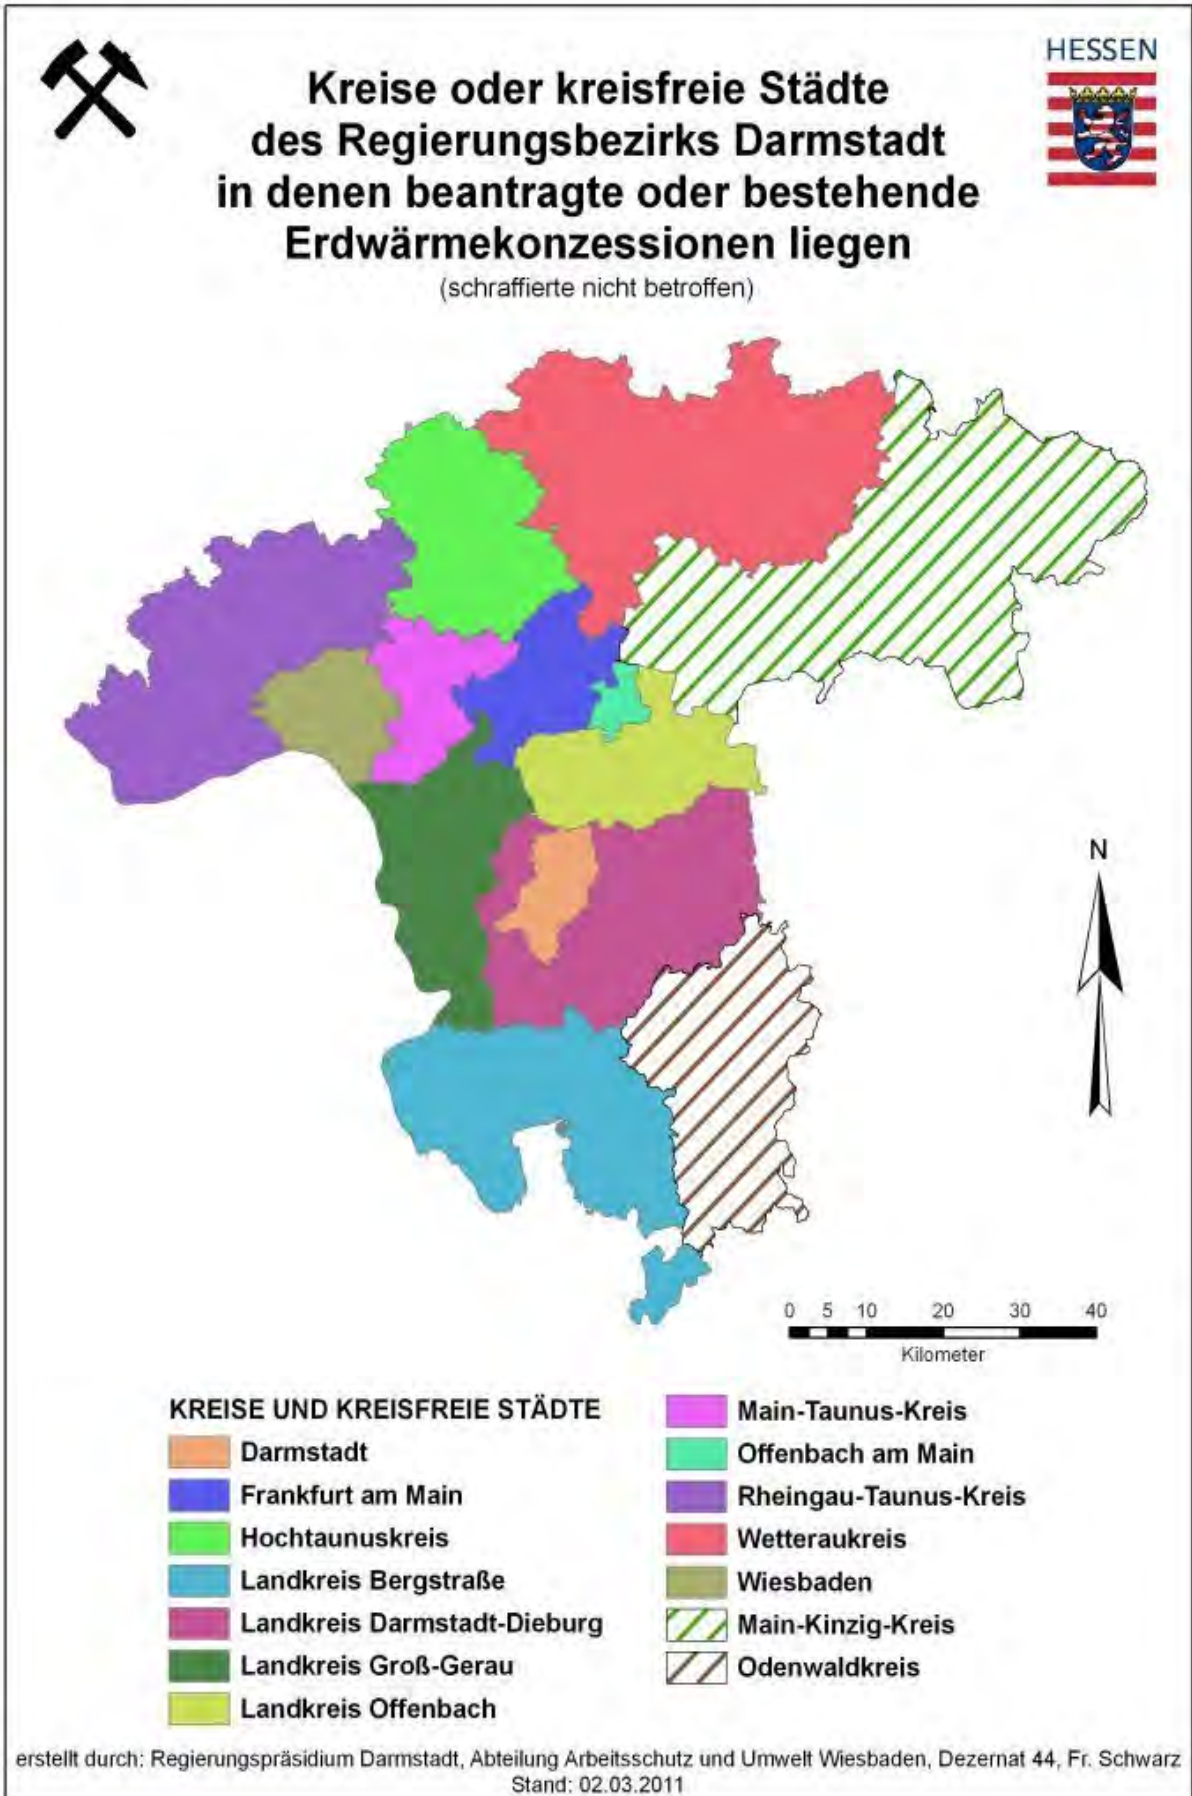 HESSEN
Kreise oder kreisfreie Städte
des Regierungsbezirks Darmstadt
in denen beantragte oder bestehende
Erdwärmekonzessionen liegen
(schraffierte nicht betroffen)
N
0 5 10 20 30 40
Kilometer
KREISE UND KREISFREIE STÄDTE
Darmstadt
Frankfurt am Main
Hochtaunuskreis
Landkreis Bergstraße
Landkreis Darmstadt-Dieburg
Landkreis Groß-Gerau
Landkreis Offenbach
Main-Taunus-Kreis
Offenbach am Main
Rheingau-Taunus-Kreis
Wetteraukreis
Wiesbaden
Main-Kinzig-Kreis
Odenwaldkreis
erstellt durch: Regierungspräsidium Darmstadt, Abteilung Arbeitsschutz und Umwelt Wiesbaden, Dezernat 44, Fr. Schwarz
Stand: 02.03.2011